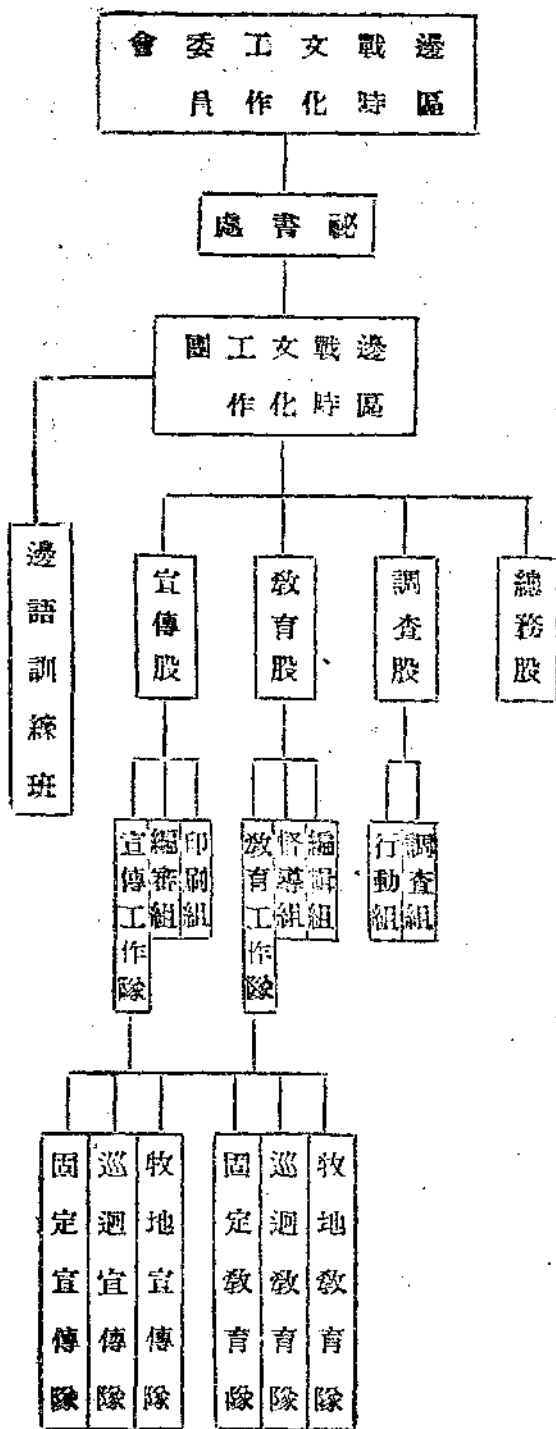 邊區戰時文化工作委員會
祕書處
邊區戰時文化工作團
總務股
調查股
教育股
宣傳股
邊語訓練班
調查組
行動組
編輯組
督導組
教育工作隊
印刷組
編審組
宣傳工作隊
牧地教育隊
巡迴教育隊
固定教育隊
牧地宣傳隊
巡迴宣傳隊
固定宣傳隊